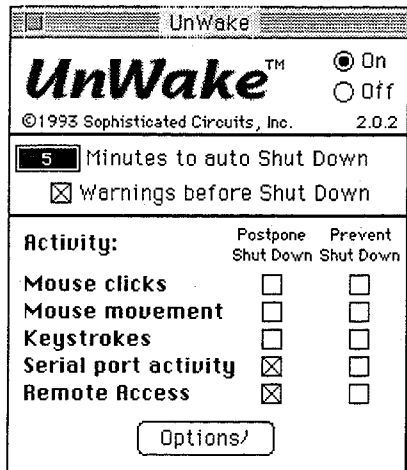 UnWake
UnWake™
On
Off
©1993 Sophisticated Circuits, Inc. 2.0.2
5 Minutes to auto Shut Down
Warnings before Shut Down
Activity:
Postpone Shut Down
Prevent Shut Down
Mouse clicks
Mouse movement
Keystrokes
Serial port activity
Remote Access
Options